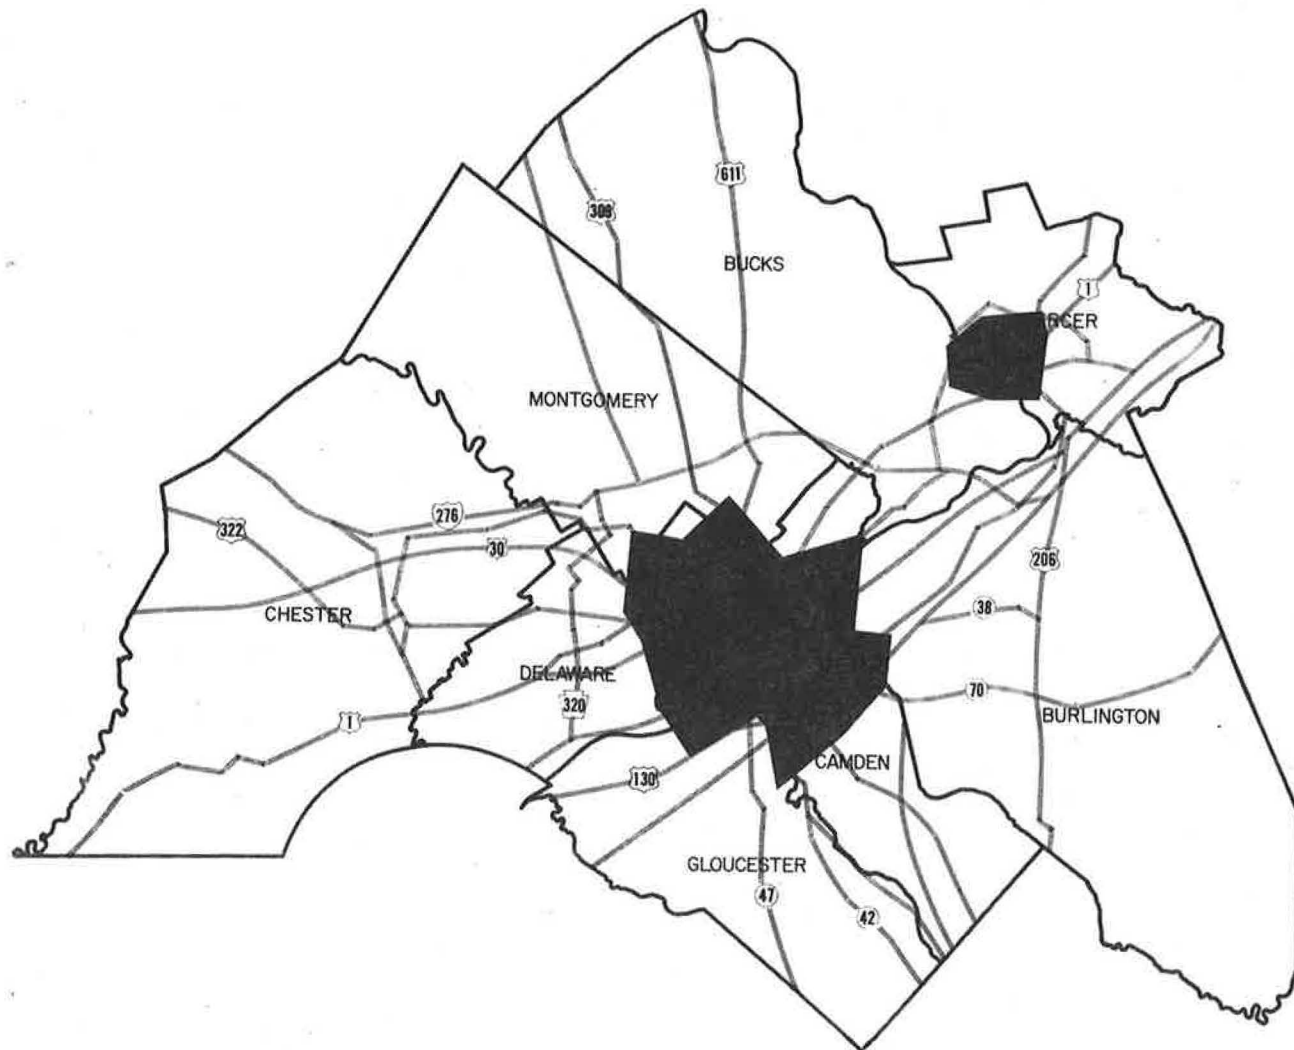 611
309
BUCKS
1
RCER
MONTGOMERY
276
322
30
206
38
CHESTER
DELAWARE
320
70
1
BURLINGTON
130
CAMDEN
GLOUCESTER
47
42